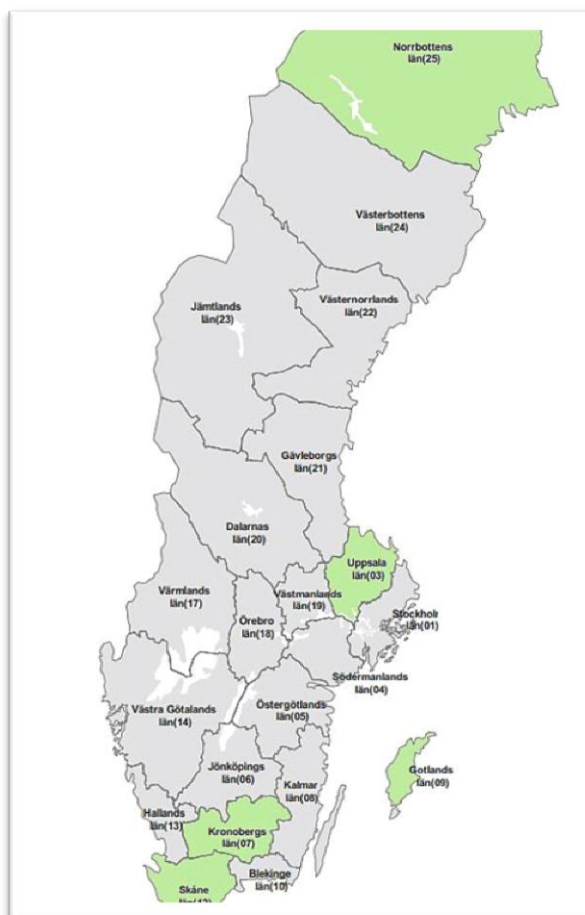 Norrbottens
län(25)
Västerbottens
län(24)
Västernorrlands
län(22)
Jämtlands
län(23)
Gävleborgs
län(21)
Dalarnas
län(20)
Uppsala
län(03)
Värmlands
län(17)
Västmanlands
län(19)
Örebro
län(18)
Stockholr
län(01)
Södermanlands
län(04)
Västra Götalands
län(14)
Östergötlands
län(05)
Jönköpings
län(06)
Kalmar
län(08)
Gotlands
län(09)
Hallands
län(13)
Kronobergs
län(07)
Skåne
län(12)
Blekinge
län(10)